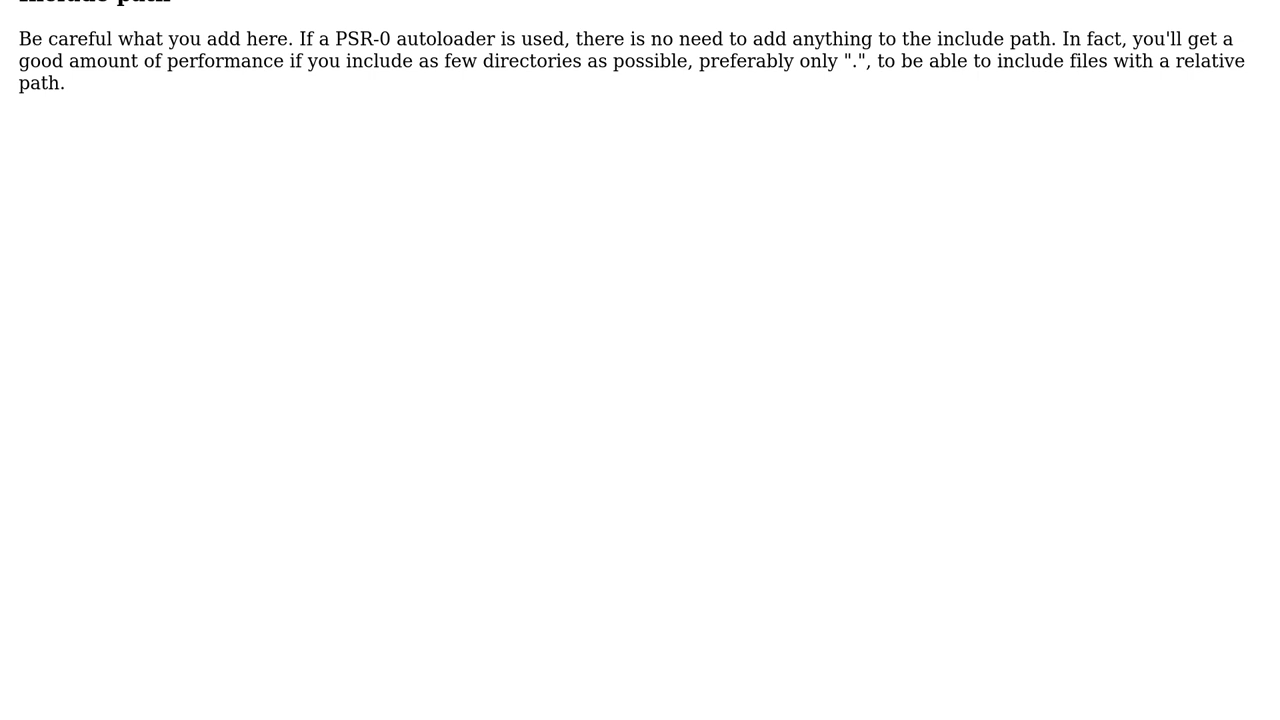 Include path
Be careful what you add here. If a PSR-0 autoloader is used, there is no need to add anything to the include path. In fact, you'll get a
good amount of performance if you include as few directories as possible, preferably only ".", to be able to include files with a relative
path.